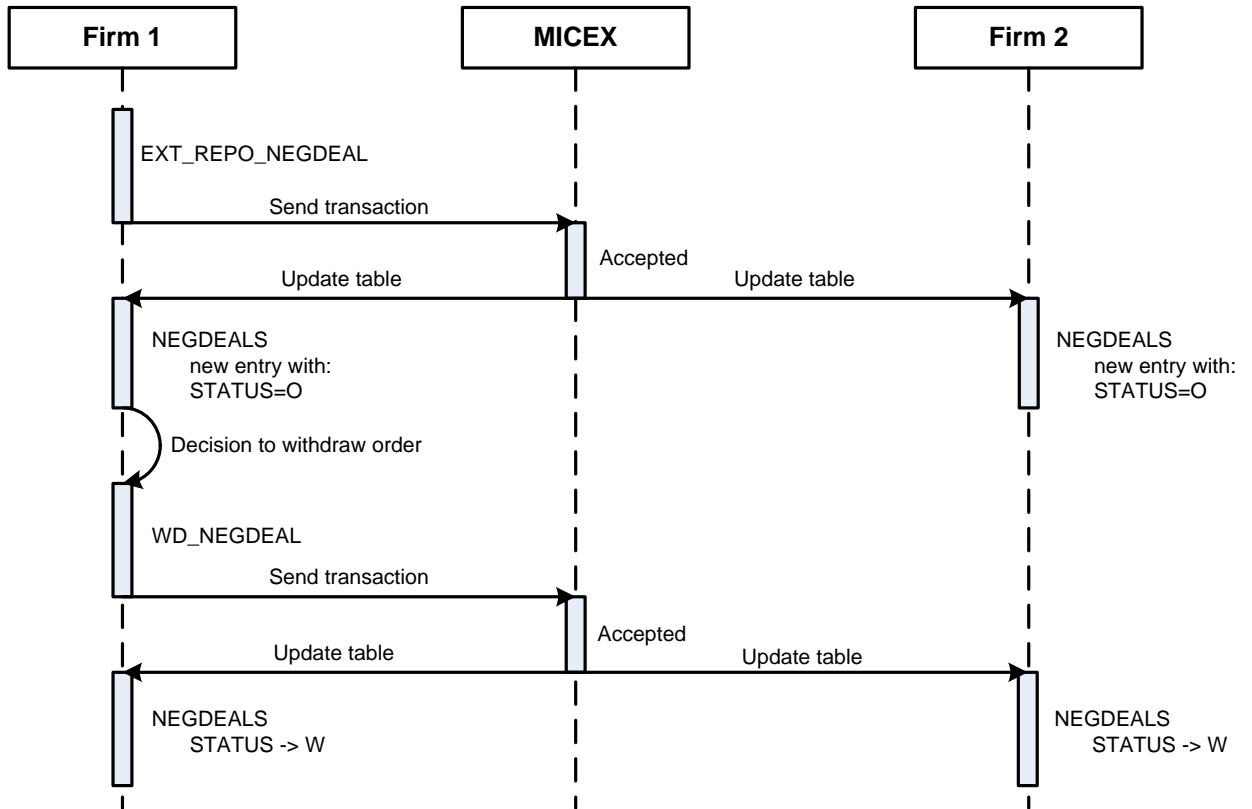 Firm 1
MICEX
Firm 2
EXT_REPO_NEGDEAL
Send transaction
Accepted
Update table
Update table
NEGDEALS
new entry with:
STATUS=O
NEGDEALS
new entry with:
STATUS=O
Decision to withdraw order
WD_NEGDEAL
Send transaction
Accepted
Update table
Update table
NEGDEALS
STATUS -> W
NEGDEALS
STATUS -> W